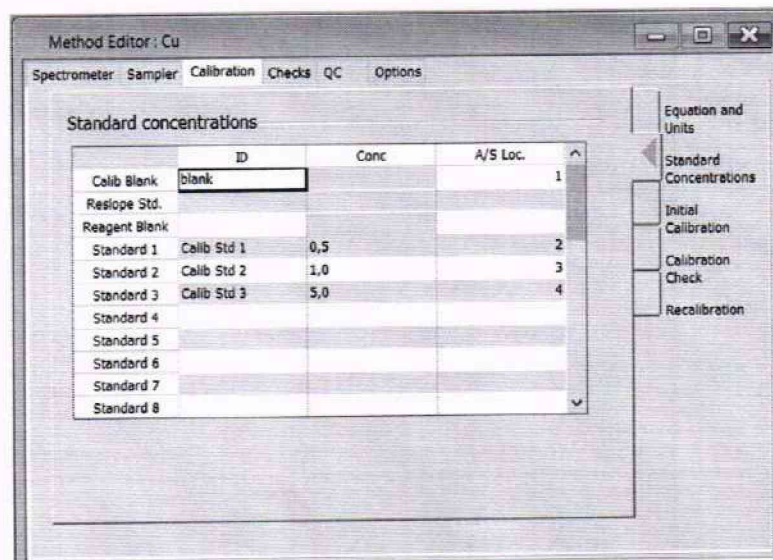 Method Editor : Cu
Spectrometer Sampler Calibration Checks QC Options
Standard concentrations
ID Conc A/S Loc.
Calib Blank blank 1
Reslope Std.
Reagent Blank
Standard 1 Calib Std 1 0,5 2
Standard 2 Calib Std 2 1,0 3
Standard 3 Calib Std 3 5,0 4
Standard 4
Standard 5
Standard 6
Standard 7
Standard 8
Equation and
Units
Standard
Concentrations
Initial
Calibration
Calibration
Check
Recalibration